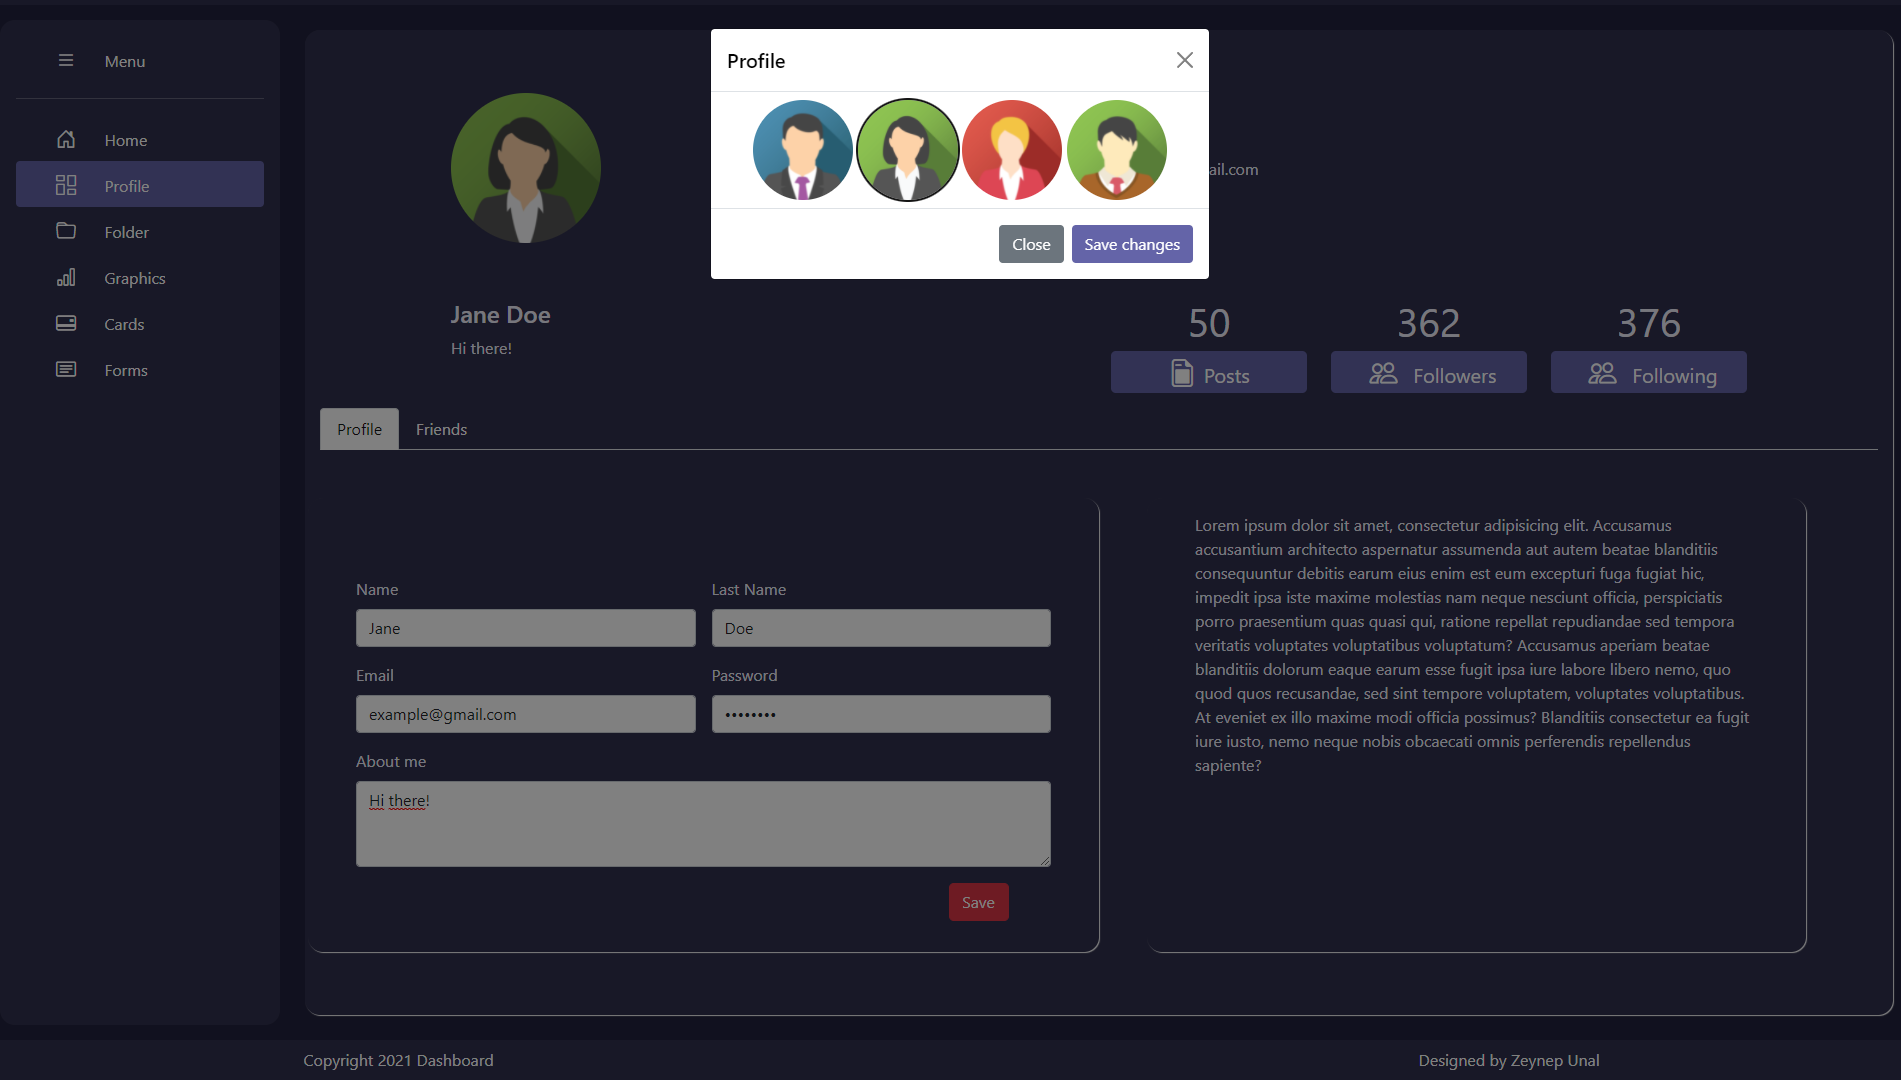 Menu
Home
Profile
Folder
Graphics
Cards
Forms
Profile
Close
Save changes
ail.com
Jane Doe
Hi there!
50
362
376
Posts
Followers
Following
Profile
Friends
Name
Last Name
Jane
Doe
Email
Password
example@gmail.com
••••••••
About me
Hi there!
Save
Lorem ipsum dolor sit amet, consectetur adipisicing elit. Accusamus
accusantium architecto aspernatur assumenda aut autem beatae blanditiis
consequuntur debitis earum eius enim est eum excepturi fuga fugiat hic,
impedit ipsa iste maxime molestias nam neque nesciunt officia, perspiciatis
porro praesentium quas quasi qui, ratione repellat repudiandae sed tempora
veritatis voluptates voluptatibus voluptatum? Accusamus aperiam beatae
blanditiis dolorum eaque earum esse fugit ipsa iure labore libero nemo, quo
quod quos recusandae, sed sint tempore voluptatem, voluptates voluptatibus.
At eveniet ex illo maxime modi officia possimus? Blanditiis consectetur ea fugit
iure iusto, nemo neque nobis obcaecati omnis perferendis repellendus
sapiente?
Copyright 2021 Dashboard
Designed by Zeynep Unal